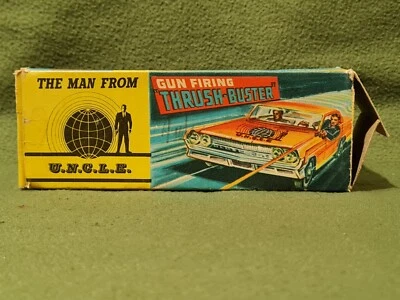 THE MAN FROM
U.N.C.L.E.
GUN FIRING
"THRUSH-BUSTER"